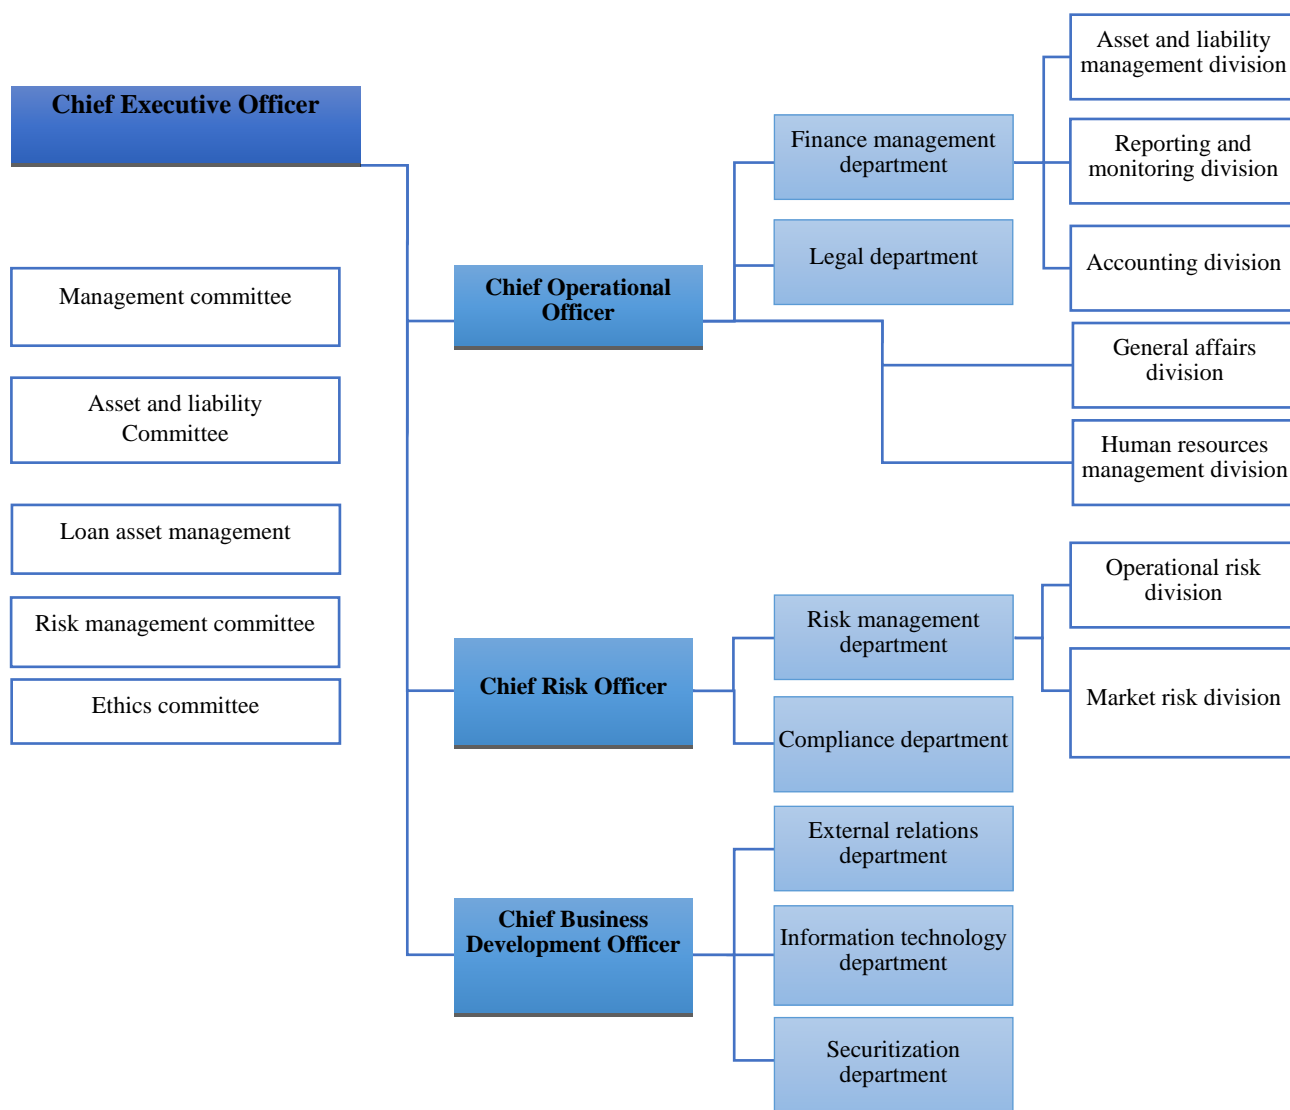 Chief Executive Officer
Management committee
Asset and liability
Committee
Loan asset management
Risk management committee
Ethics committee
Chief Operational
Officer
Chief Risk Officer
Chief Business
Development Officer
Finance management
department
Legal department
Risk management
department
Compliance department
External relations
department
Information technology
department
Securitization
department
Asset and liability
management division
Reporting and
monitoring division
Accounting division
General affairs
division
Human resources
management division
Operational risk
division
Market risk division